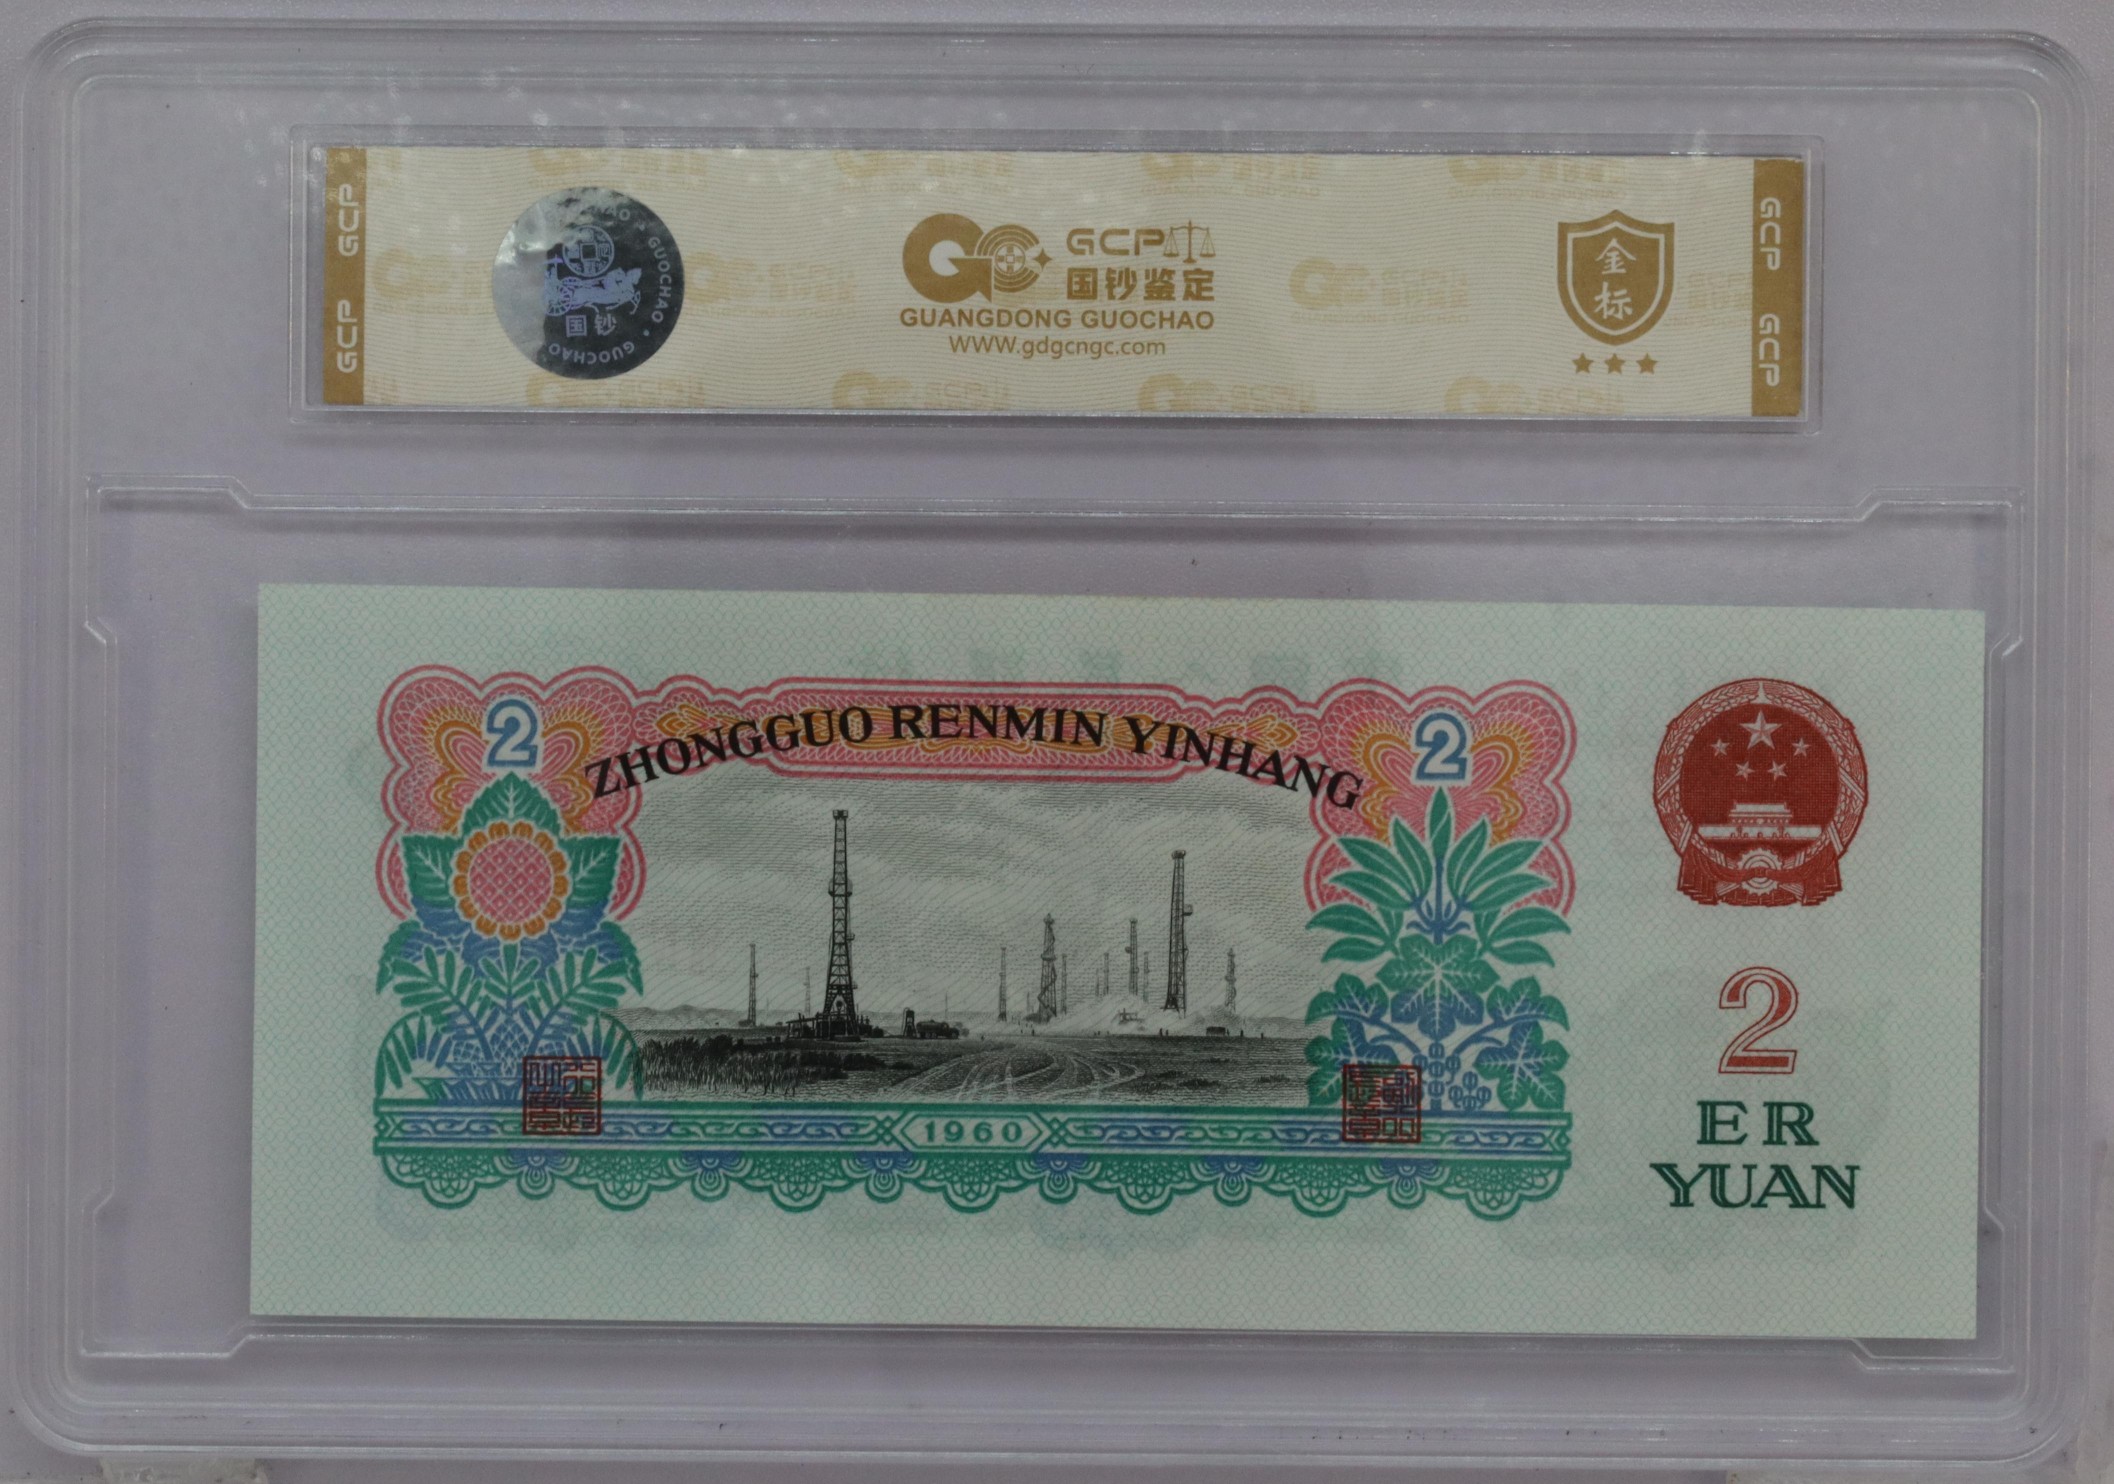 GCP
GCP
GUOCHAO · GUOCHAO
国钞
GCP
国钞鉴定
GUANGDONG GUOCHAO
WWW.gdgcngc.com
金
标
GCP
GCP
2
ZHONGGUO RENMIN YINHANG
2
1960
2
ER
YUAN